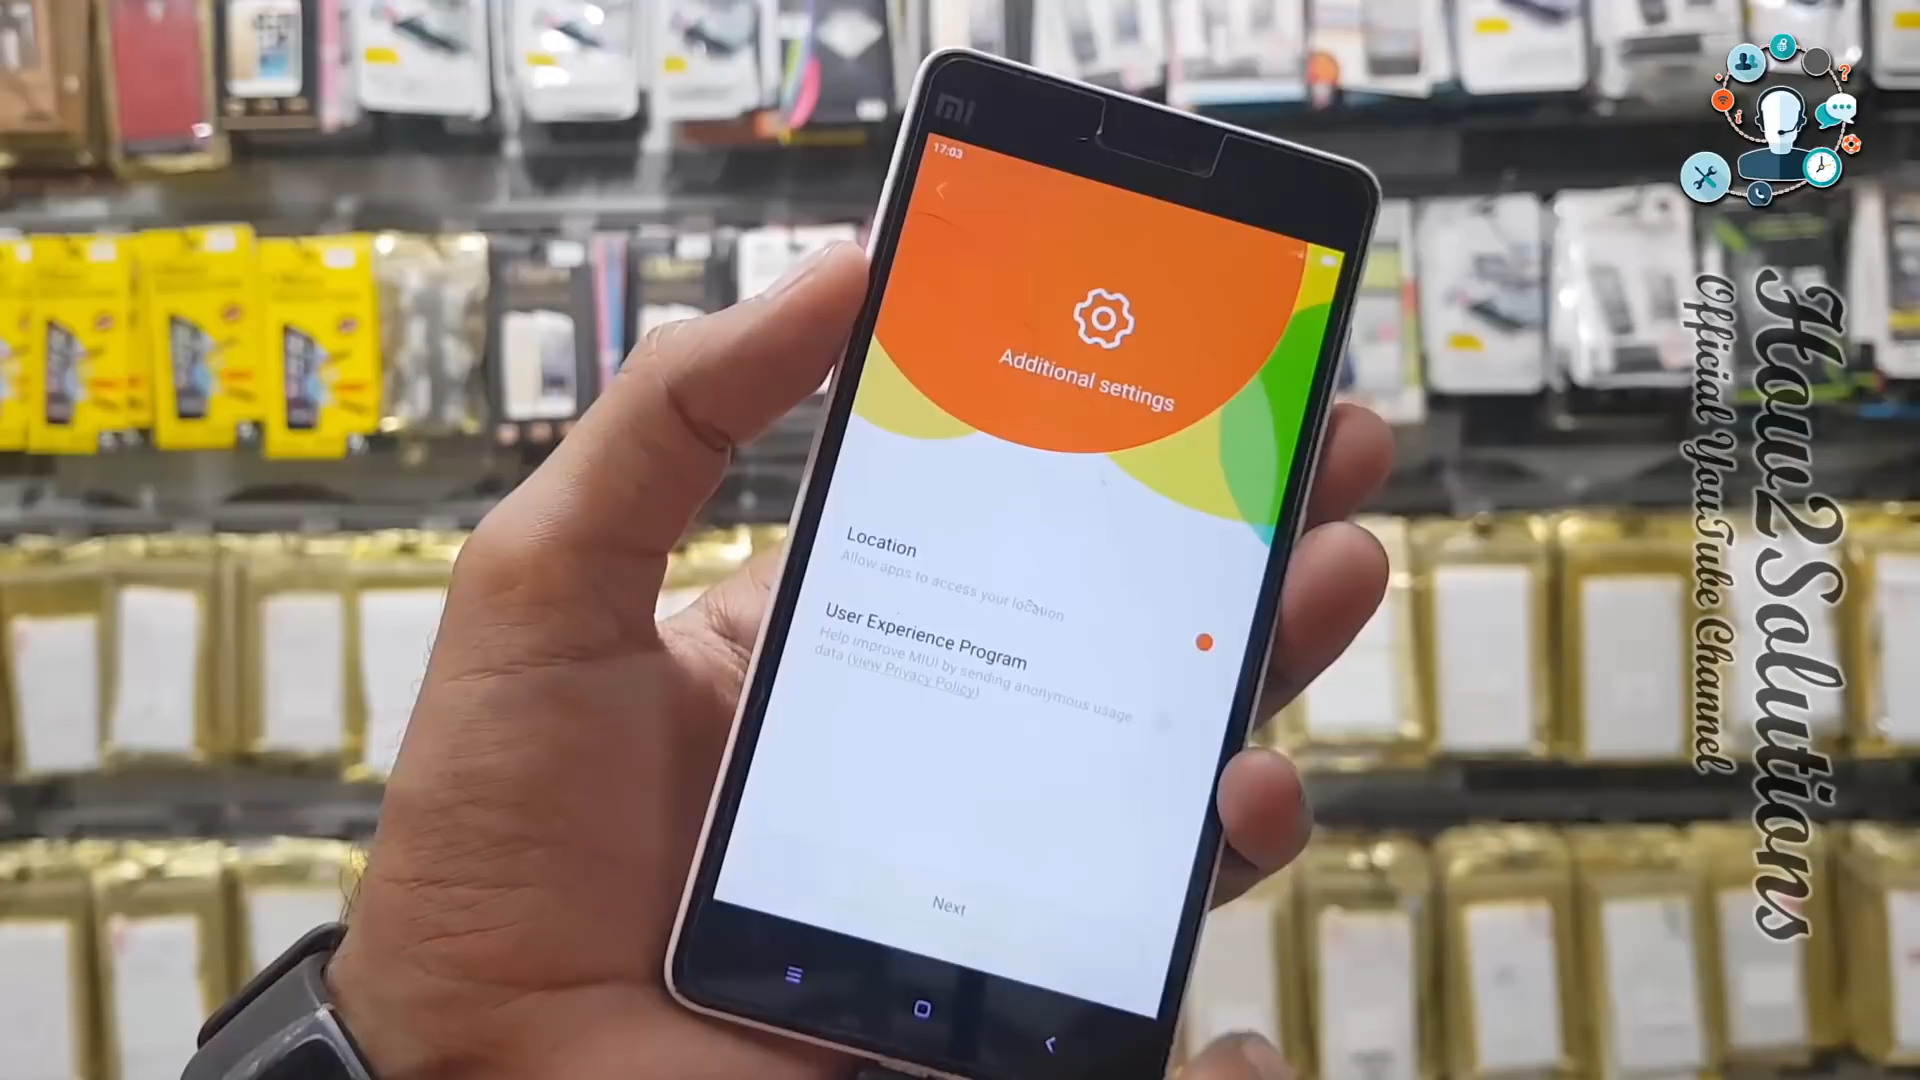 mi
17:03
Additional settings
Location
Allow apps to access your location
User Experience Program
Help improve MIUI by sending anonymous usage
data (view Privacy Policy)
Next
How2Solutions
Official YouTube Channel